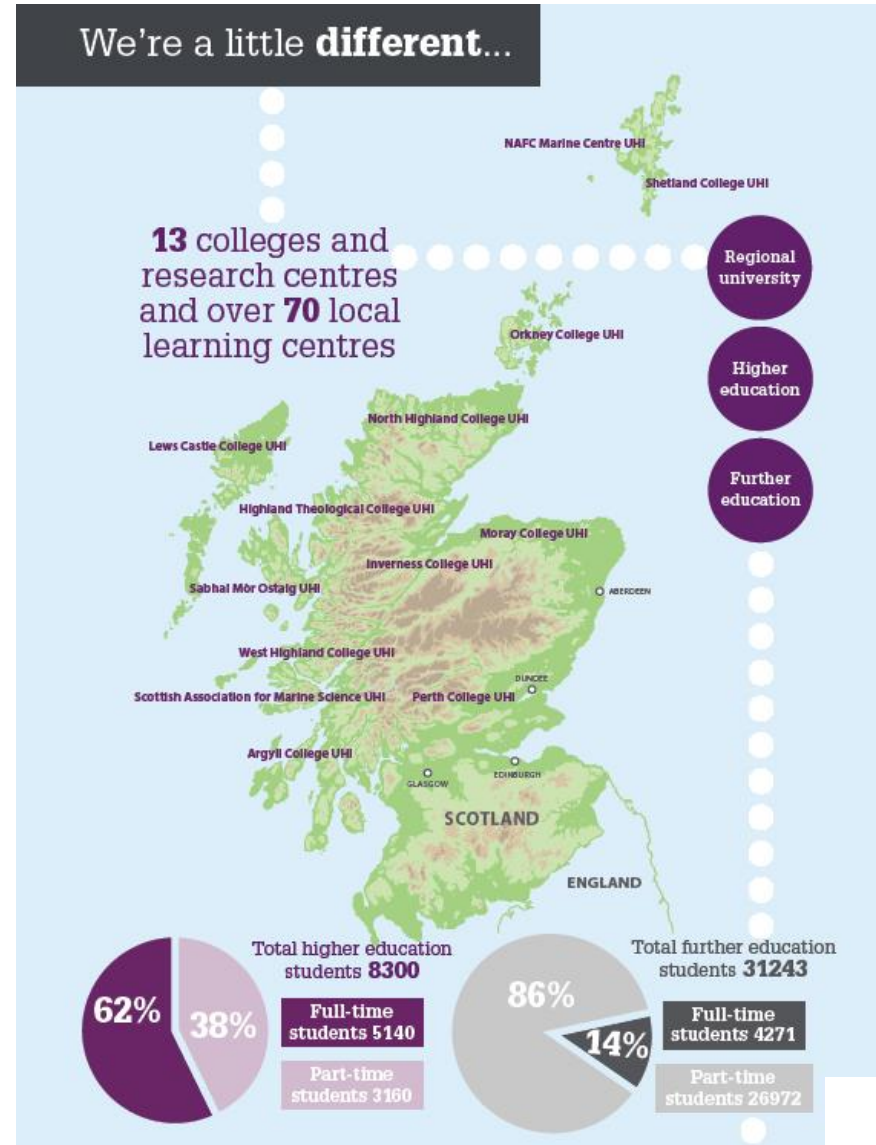 We're a little different...
NAFC Marine Centre UHI
Shetland College UHI
13 colleges and
research centres
and over 70 local
learning centres
Regional
university
Orkney College UHI
Higher
education
North Highland College UHI
Lews Castle College UHI
Further
education
Highland Theological College UHI
Moray College UHI
Inverness College UHI
Sabhal Mòr Ostaig UHI
ABERDEEN
West Highland College UHI
DUNDEE
Scottish Association for Marine Science UHI
Perth College UHI
Argyll College UHI
GLASGOW
EDINBURGH
SCOTLAND
ENGLAND
Total higher education
students 8300
62%
38%
Full-time
students 5140
Part-time
students 3160
Total further education
students 31243
86%
14%
Full-time
students 4271
Part-time
students 26972